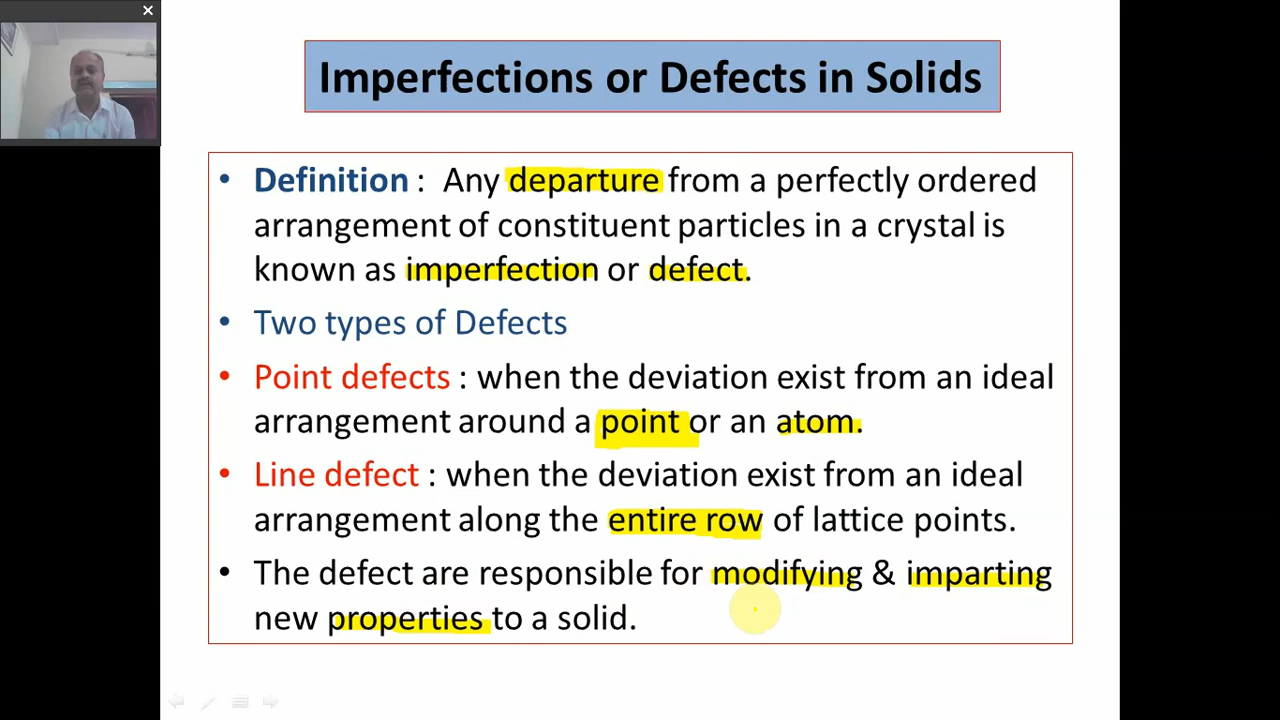 Imperfections or Defects in Solids
• Definition : Any departure from a perfectly ordered
arrangement of constituent particles in a crystal is
known as imperfection or defect.
• Two types of Defects
• Point defects : when the deviation exist from an ideal
arrangement around a point or an atom.
• Line defect : when the deviation exist from an ideal
arrangement along the entire row of lattice points.
• The defect are responsible for modifying & imparting
new properties to a solid.